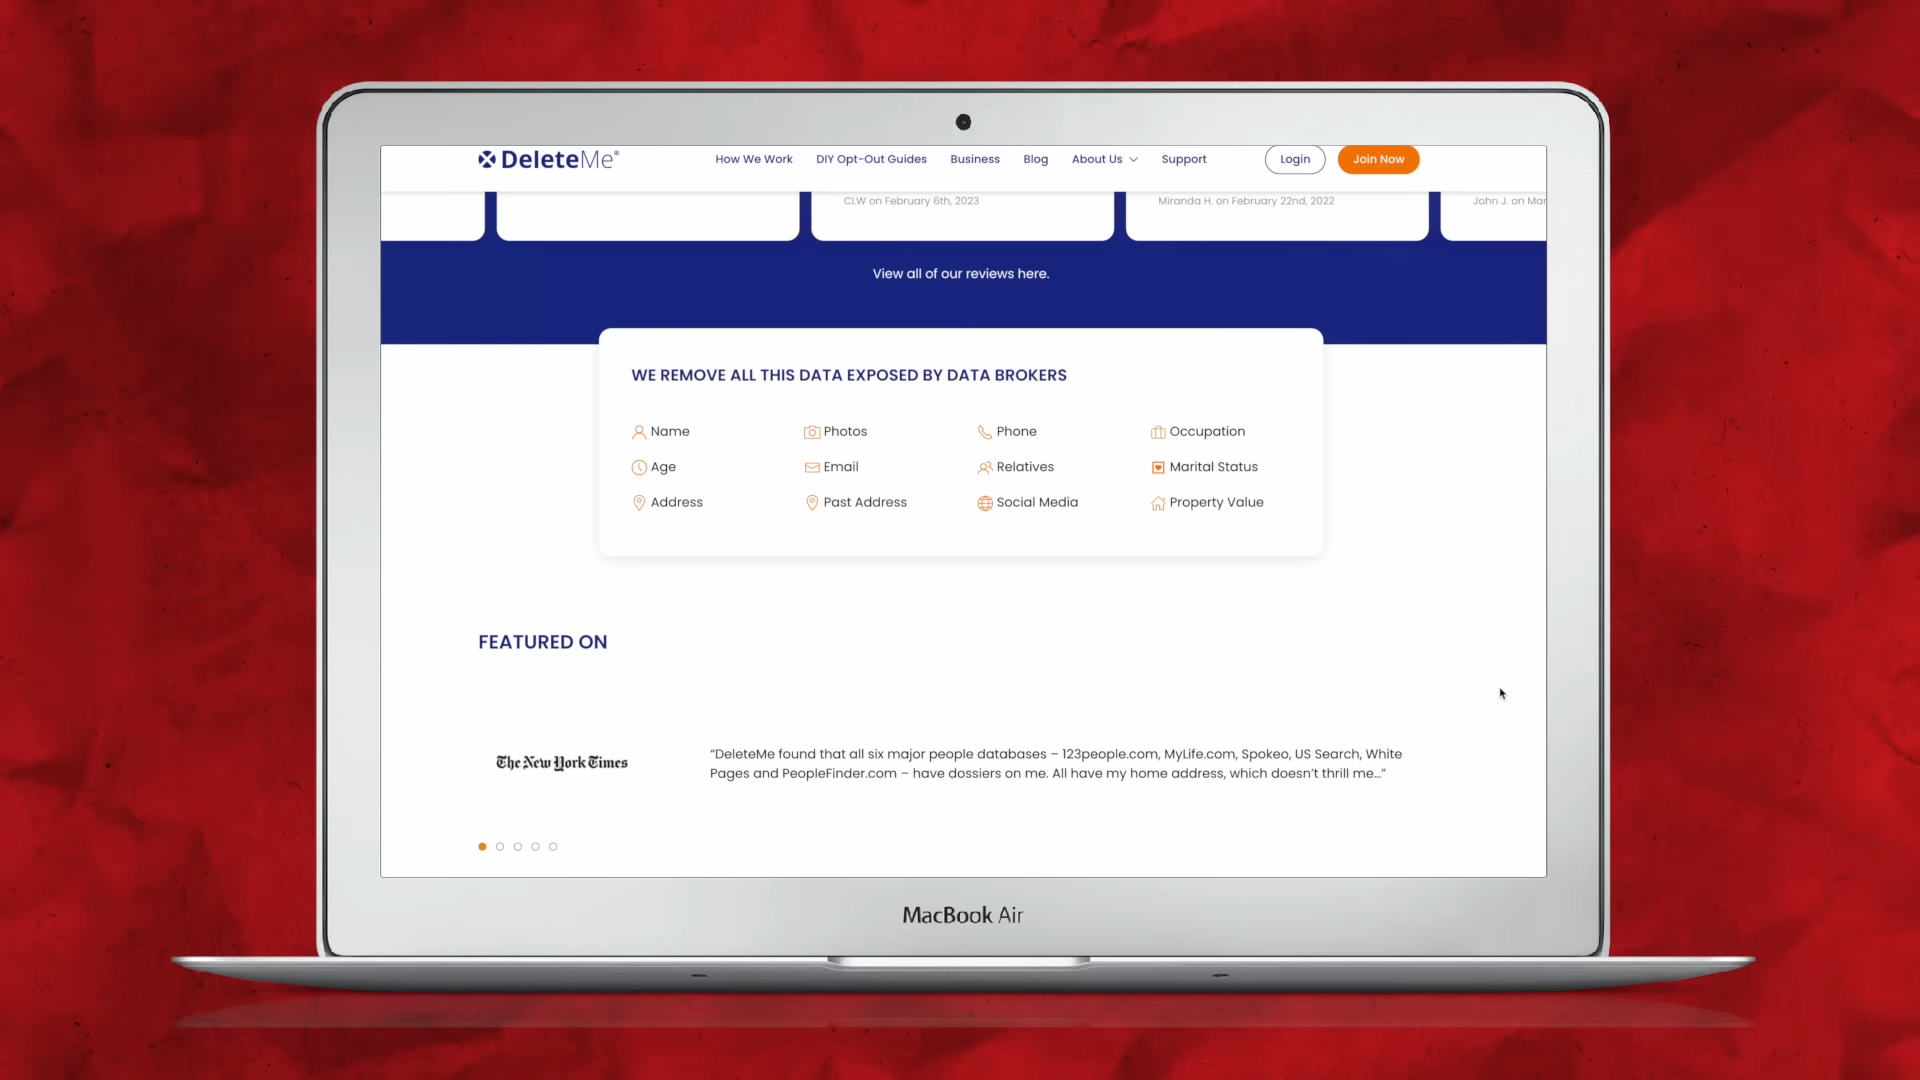 DeleteMe®
How We Work DIY Opt-Out Guides Business Blog About Us Support Login Join Now
CLW on February 6th, 2023
Miranda H. on February 22nd, 2022
John J. on Mar
View all of our reviews here.
WE REMOVE ALL THIS DATA EXPOSED BY DATA BROKERS
Name Photos Phone Occupation
Age Email Relatives Marital Status
Address Past Address Social Media Property Value
FEATURED ON
The New York Times
“DeleteMe found that all six major people databases – 123people.com, MyLife.com, Spokeo, US Search, White
Pages and PeopleFinder.com – have dossiers on me. All have my home address, which doesn’t thrill me…”
MacBook Air